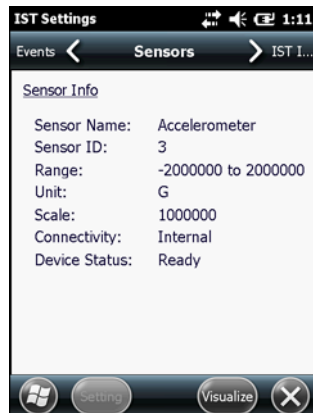 IST Settings 1:11
Events Sensors IST I...
Sensor Info
Sensor Name: Accelerometer
Sensor ID: 3
Range: -2000000 to 2000000
Unit: G
Scale: 1000000
Connectivity: Internal
Device Status: Ready
Setting Visualize